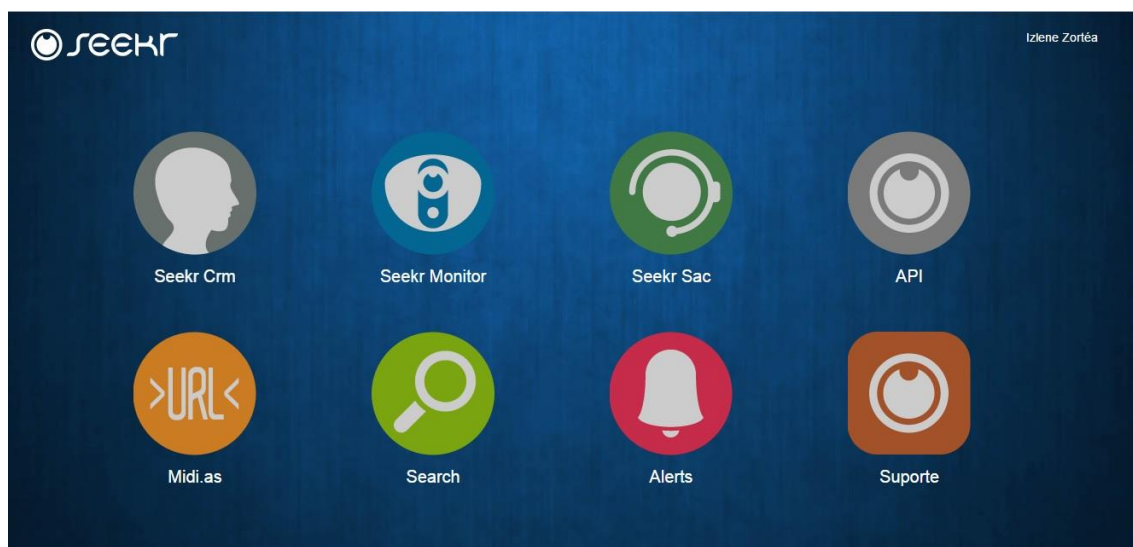 seekr
Izlene Zortéa
Seekr Crm
Seekr Monitor
Seekr Sac
API
>URL<
Midi.as
Search
Alerts
Suporte